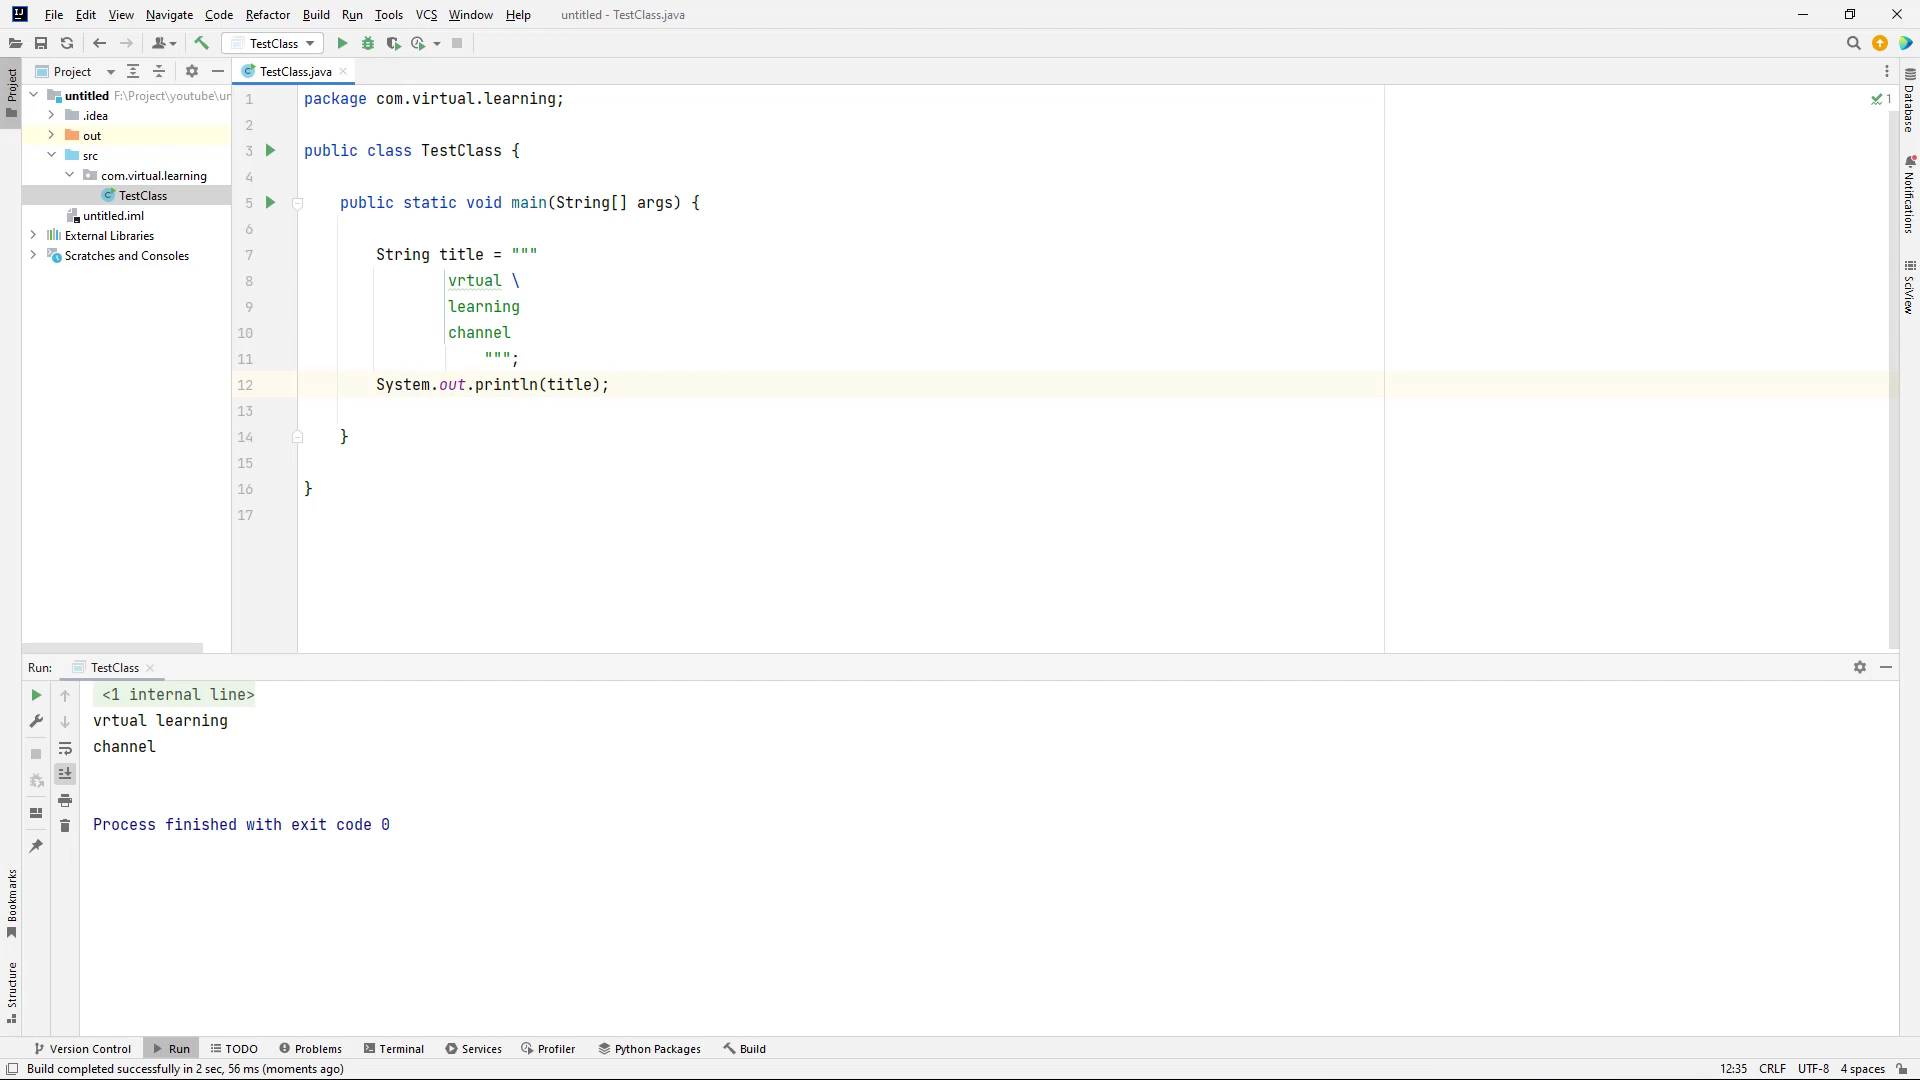 File Edit View Navigate Code Refactor Build Run Tools VCS Window Help untitled - TestClass.java
TestClass
Project
TestClass.java
untitled F:\Project\youtube\un
.idea
out
src
com.virtual.learning
TestClass
untitled.iml
External Libraries
Scratches and Consoles
Project
1 package com.virtual.learning;
2
3 public class TestClass {
4
5 public static void main(String[] args) {
6
7 String title = """
8 vrtual \
9 learning
10 channel
11 """;
12 System.out.println(title);
13
14 }
15
16 }
17
1
Database
Notifications
SciView
Run: TestClass
<1 internal line>
vrtual learning
channel
Process finished with exit code 0
Bookmarks
Structure
Version Control Run TODO Problems Terminal Services Profiler Python Packages Build
Build completed successfully in 2 sec, 56 ms (moments ago) 12:35 CRLF UTF-8 4 spaces